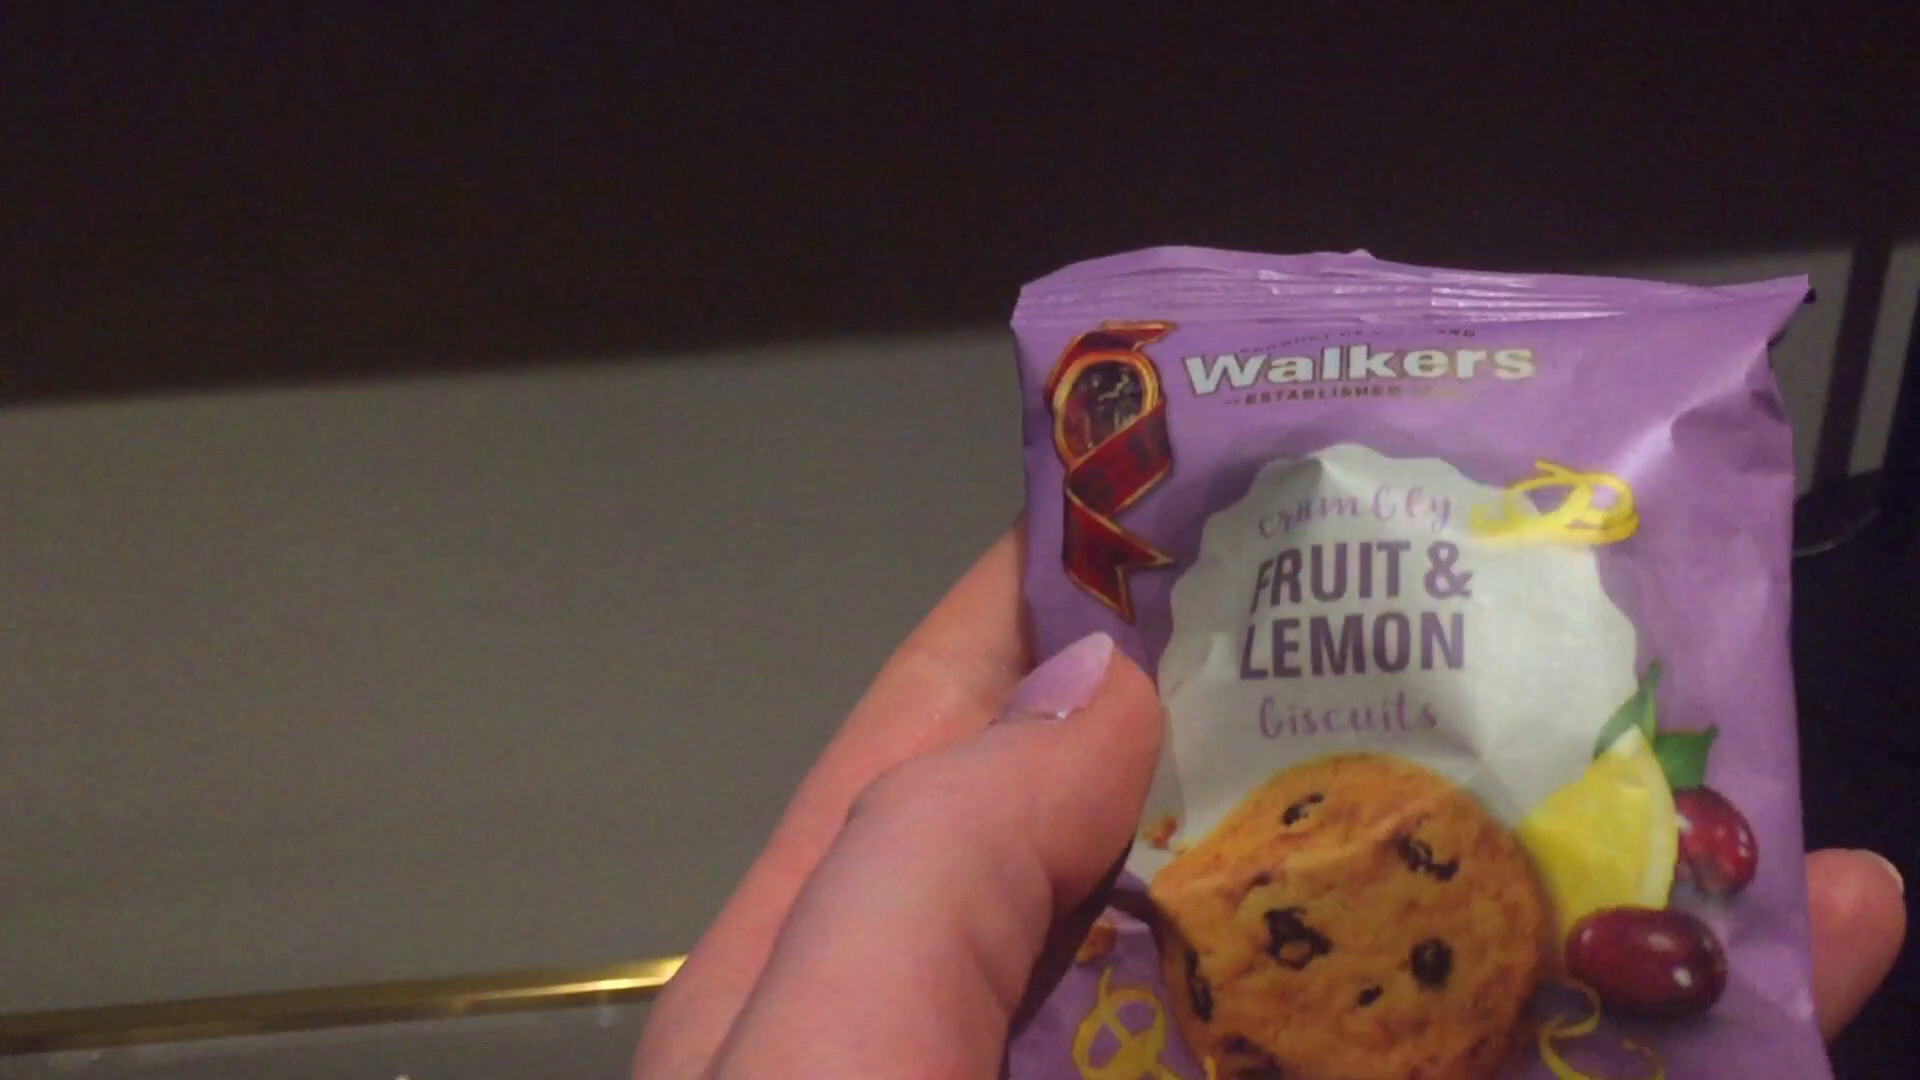 Walkers
ESTABLISHED
crumbly
FRUIT &
LEMON
biscuits